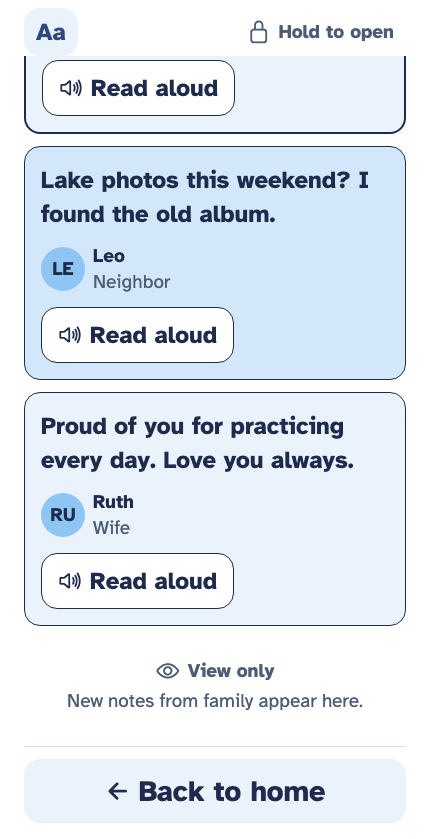 Aa
Hold to open
Read aloud
Lake photos this weekend? I
found the old album.
LE
Leo
Neighbor
Read aloud
Proud of you for practicing
every day. Love you always.
RU
Ruth
Wife
Read aloud
View only
New notes from family appear here.
← Back to home